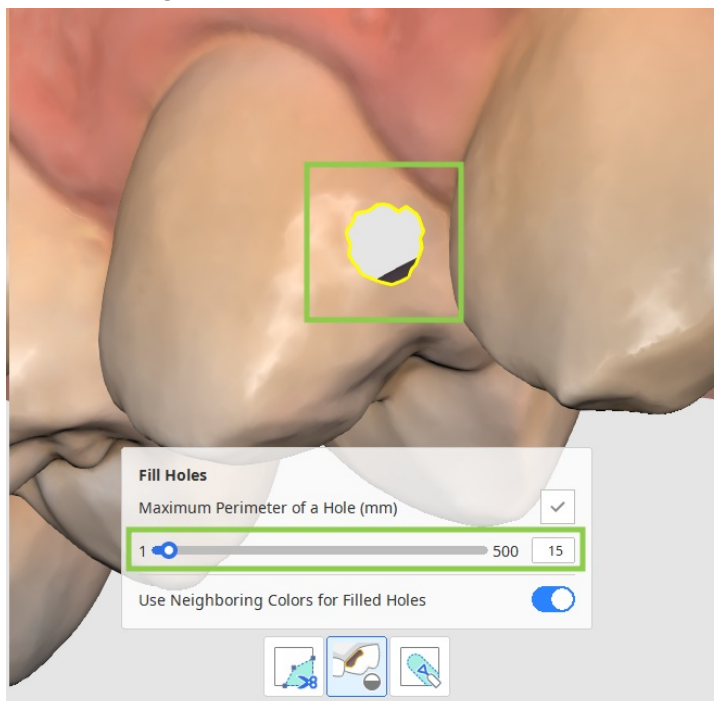 Fill Holes
Maximum Perimeter of a Hole (mm)
1 500 15
Use Neighboring Colors for Filled Holes